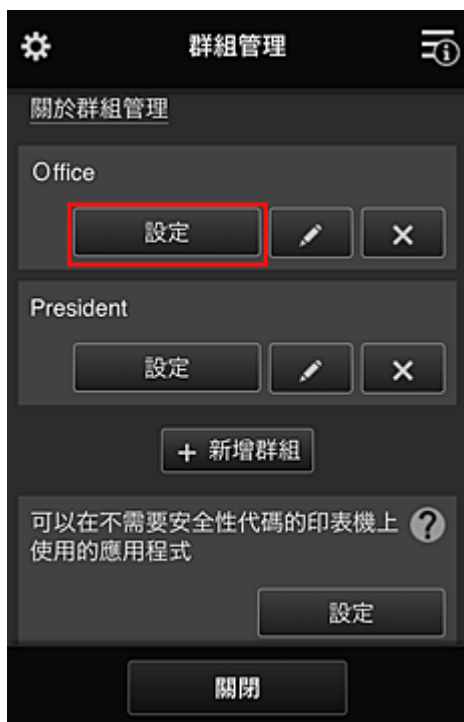 群組管理
關於群組管理
Office
設定
President
設定
+ 新增群組
可以在不需要安全性代碼的印表機上
使用的應用程式
設定
關閉